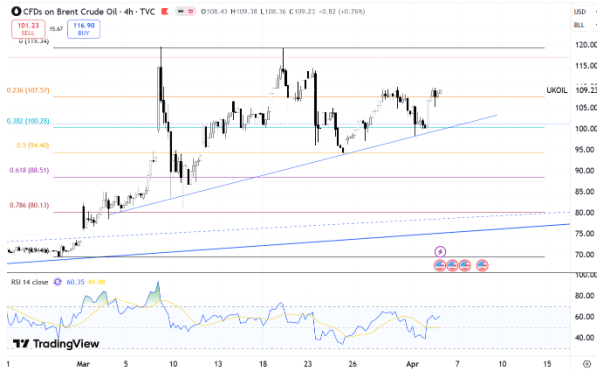 CFDs on Brent Crude Oil · 4h · TVC O108.43 H109.38 L108.36 C109.23 +0.82 (+0.76%)
USD
BLL
101.23
SELL
15.67
116.90
BUY
0 (119.34)
0.236 (107.57)
0.382 (100.28)
0.5 (94.40)
0.618 (88.51)
0.786 (80.13)
120.00
115.00
UKOIL 109.23
105.00
100.00
95.00
90.00
85.00
80.00
75.00
70.00
RSI 14 close 60.35 49.98
100.00
80.00
60.00
40.00
TradingView
1 Mar 5 10 13 18 23 26 Apr 7 10 15